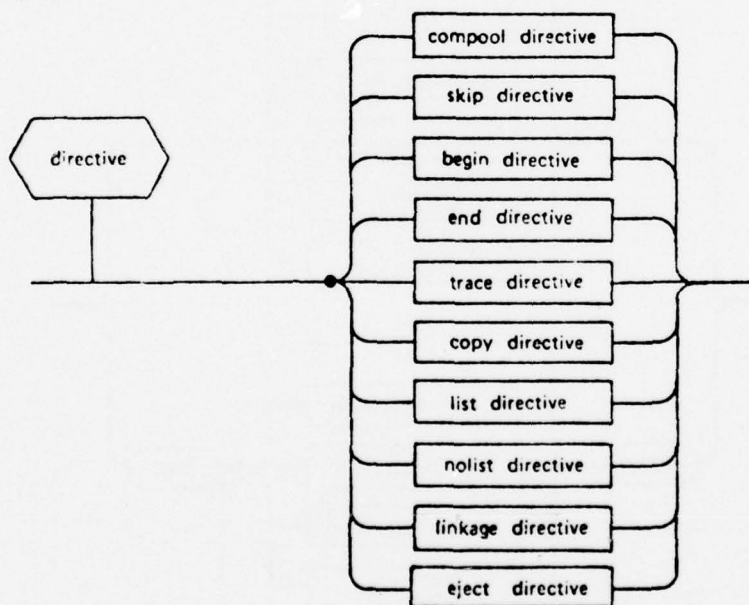 compool directive
skip directive
directive
begin directive
end directive
trace directive
copy directive
list directive
nolist directive
linkage directive
eject directive